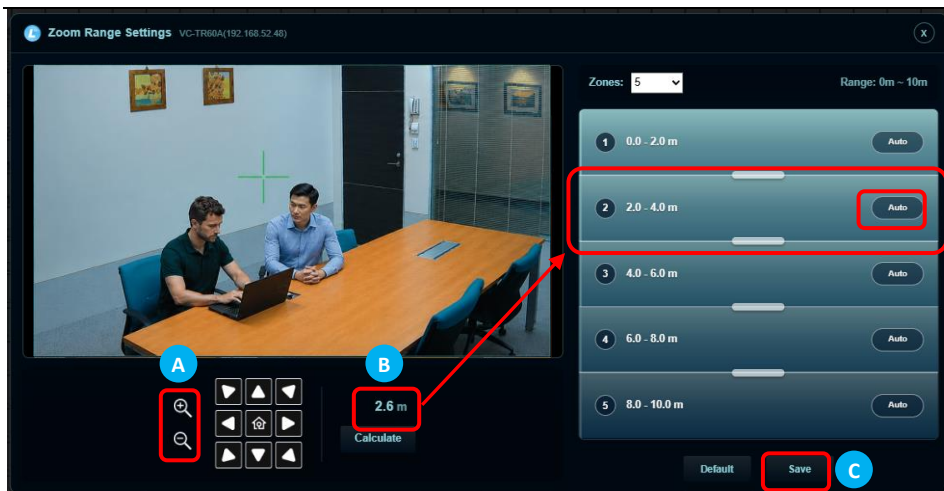 Zoom Range Settings VC-TR60A(192.168.52.48)
X
Zones: 5
Range: 0m ~ 10m
1 0.0 - 2.0 m Auto
2 2.0 - 4.0 m Auto
3 4.0 - 6.0 m Auto
4 6.0 - 8.0 m Auto
5 8.0 - 10.0 m Auto
A
B
2.6 m
Calculate
Default
Save
C